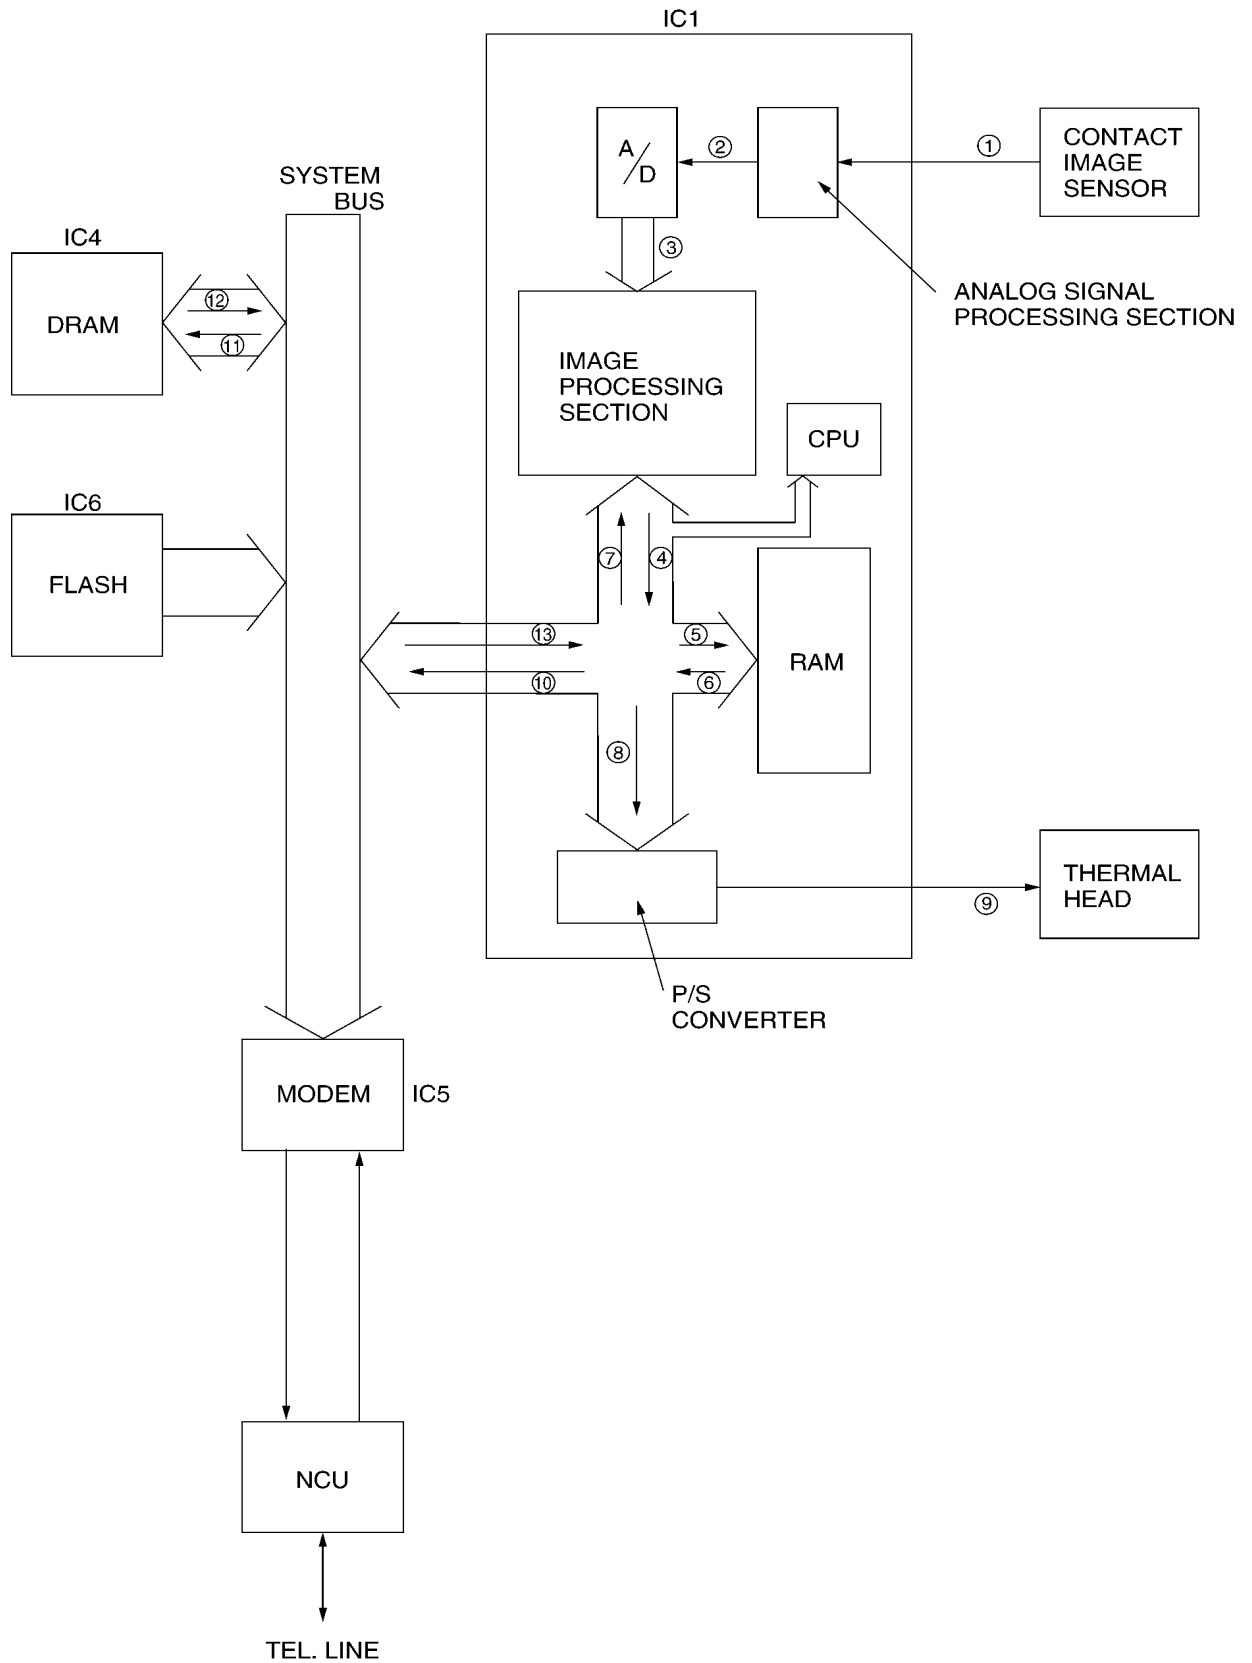 IC1
A/D
②
①
CONTACT
IMAGE
SENSOR
SYSTEM
BUS
③
IC4
DRAM
⑫
⑪
ANALOG SIGNAL
PROCESSING SECTION
IMAGE
PROCESSING
SECTION
CPU
IC6
FLASH
⑦
④
⑬
⑤
RAM
⑩
⑥
⑧
THERMAL
HEAD
⑨
P/S
CONVERTER
MODEM
IC5
NCU
TEL. LINE